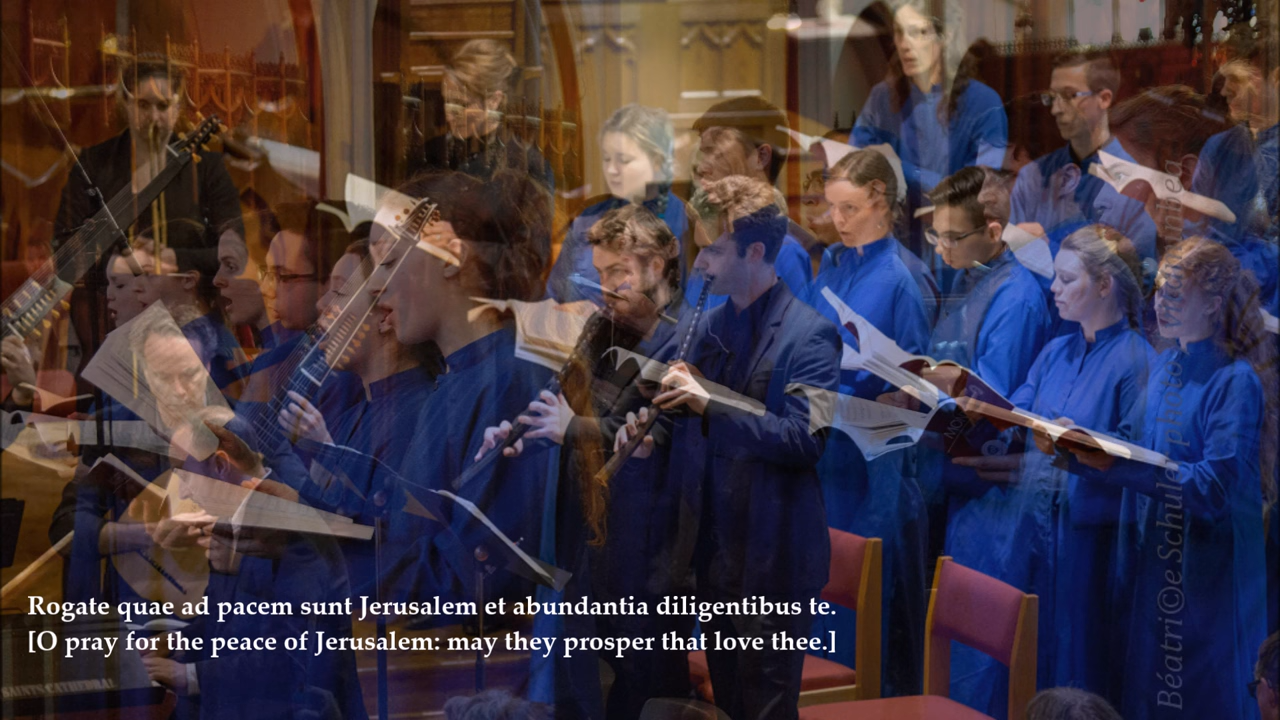 Rogate quae ad pacem sunt Jerusalem et abundantia diligentibus te.
[O pray for the peace of Jerusalem: may they prosper that love thee.]
Béatri©e Schuler photo